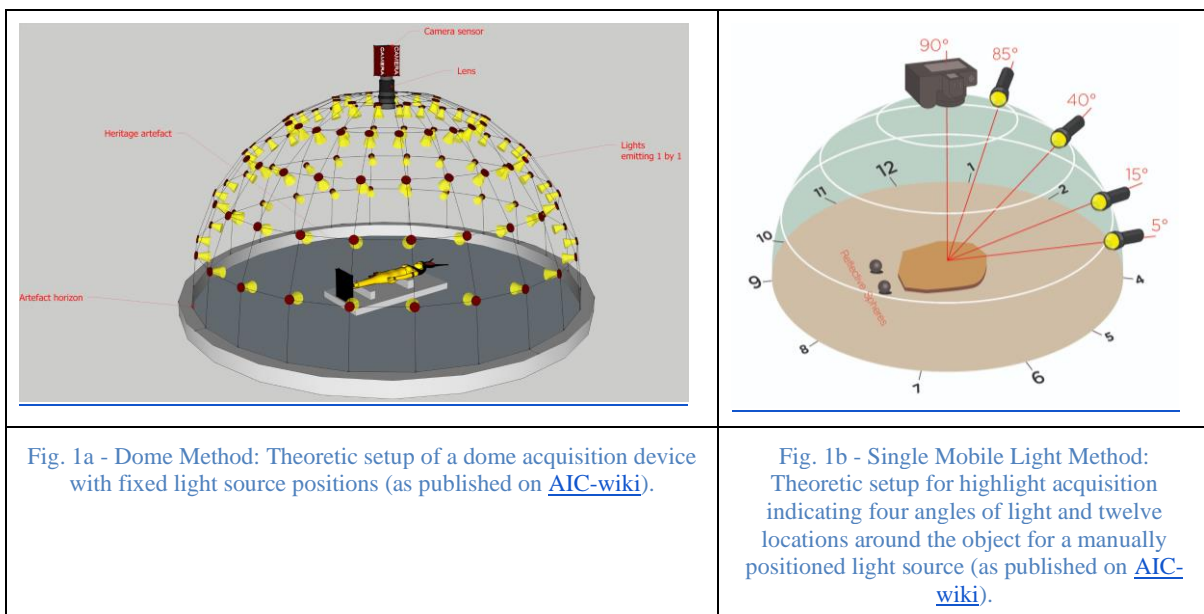 Camera sensor
CAMERA
CAMERA
Lens
Heritage artefact
Lights
emitting 1 by 1
Artefact horizon
90°
85°
40°
15°
5°
12
1
2
11
10
9
4
Reflective Spheres
8
5
7
6
Fig. 1a - Dome Method: Theoretic setup of a dome acquisition device
with fixed light source positions (as published on AIC-wiki).
Fig. 1b - Single Mobile Light Method:
Theoretic setup for highlight acquisition
indicating four angles of light and twelve
locations around the object for a manually
positioned light source (as published on AIC-
wiki).